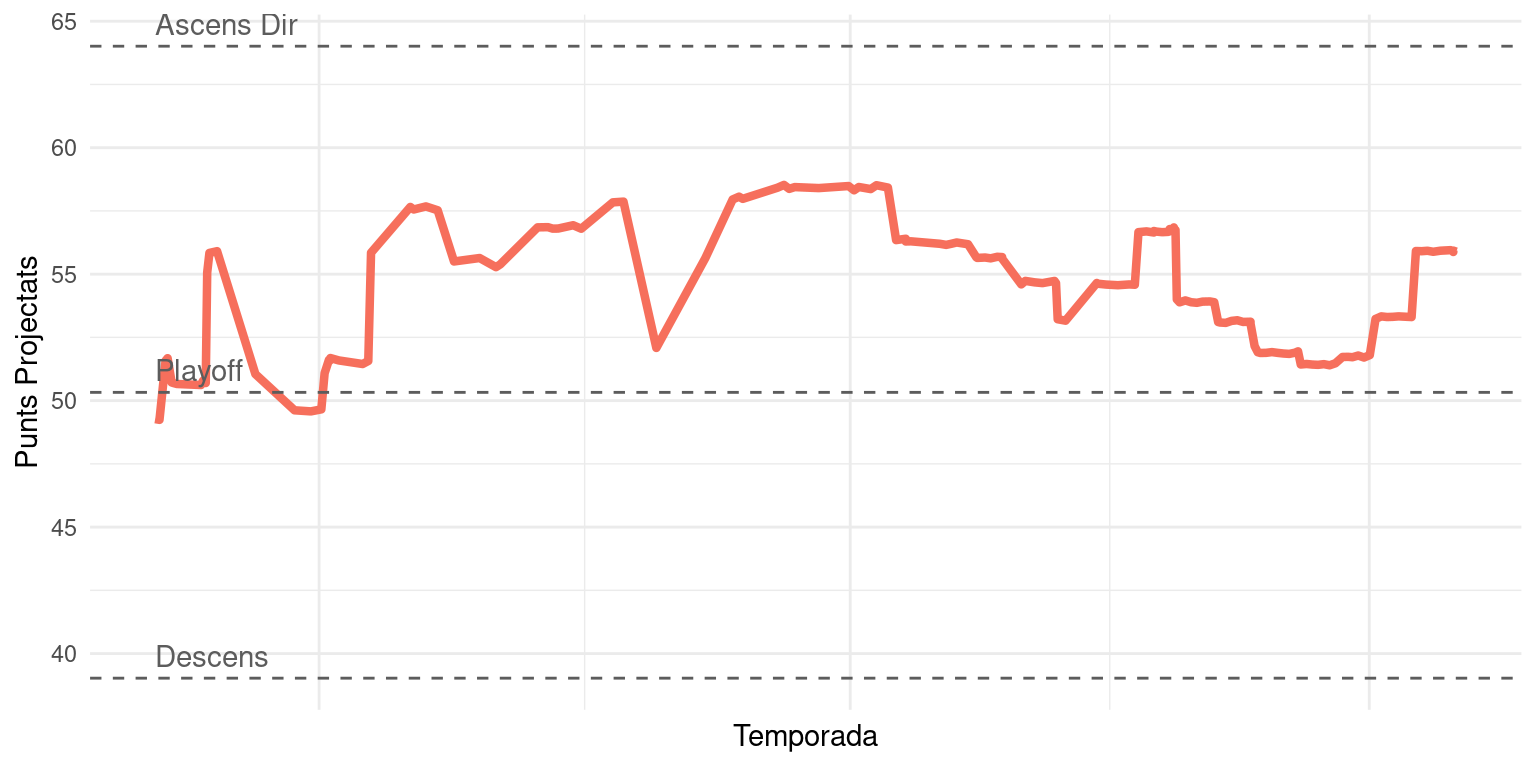 65
Ascens Dir
60
55
Playoff
50
45
Descens
40
Punts Projectats
Temporada